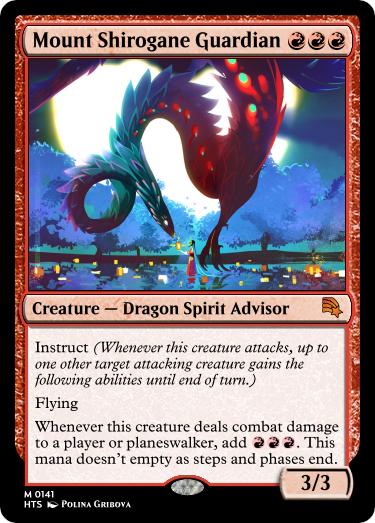 Mount Shirogane Guardian
Creature — Dragon Spirit Advisor
Instruct (Whenever this creature attacks, up to
one other target attacking creature gains the
following abilities until end of turn.)
Flying
Whenever this creature deals combat damage
to a player or planeswalker, add. This
mana doesn't empty as steps and phases end.
3/3
M 0141
HTS Polina Gribova